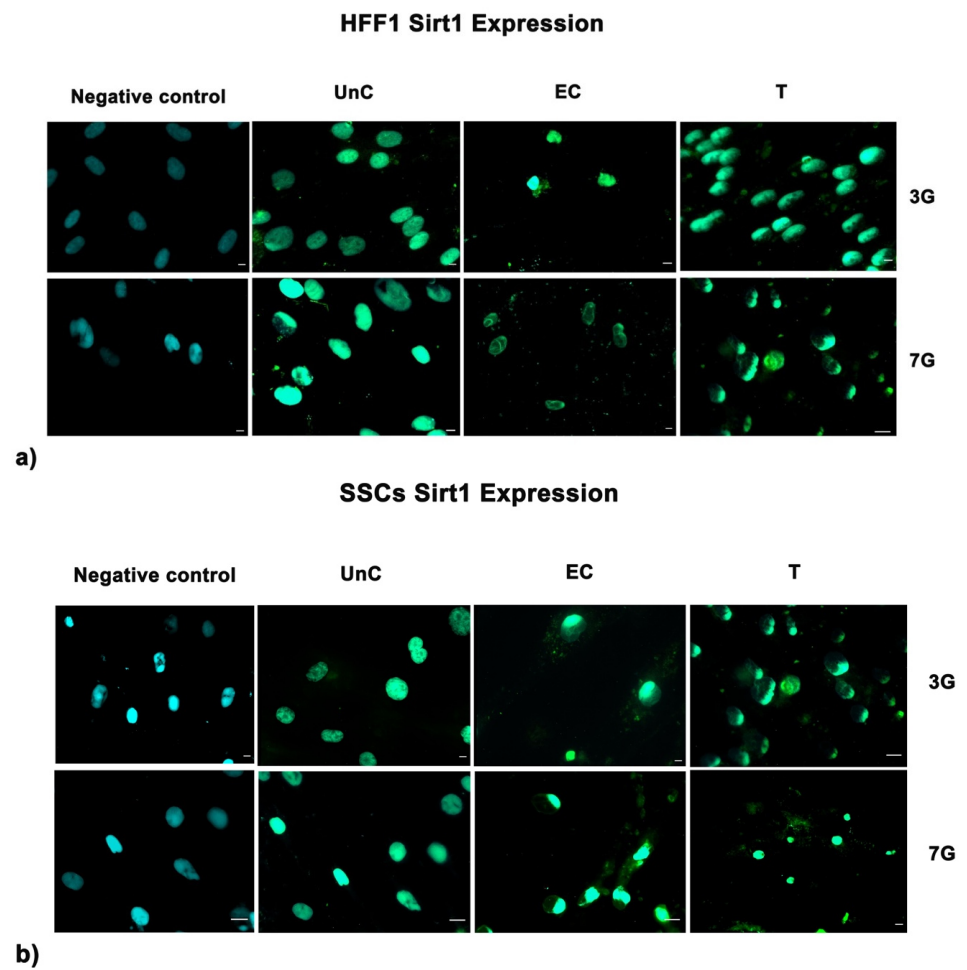 HFF1 Sirt1 Expression
Negative control UnC EC T
3G
7G
a)
SSCs Sirt1 Expression
Negative control UnC EC T
3G
7G
b)